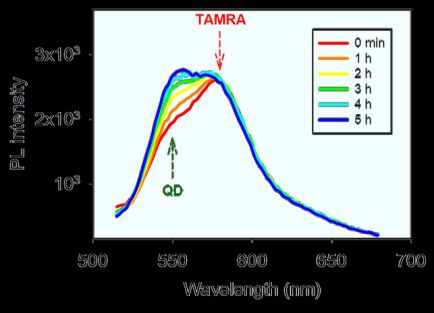 TAMRA
3x10³
2x10³
10³
PL intensity
0 min
1 h
2 h
3 h
4 h
5 h
QD
500 550 600 650 700
Wavelength (nm)